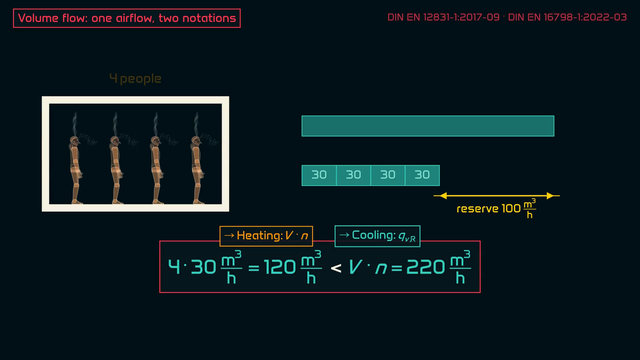 Volume flow: one airflow, two notations
DIN EN 12831-1:2017-09 · DIN EN 16798-1:2022-03
4 people
30 30 30 30
reserve 100 m³/h
→ Heating: V · n
→ Cooling: qᵥ,R
4 · 30 m³/h = 120 m³/h < V · n = 220 m³/h